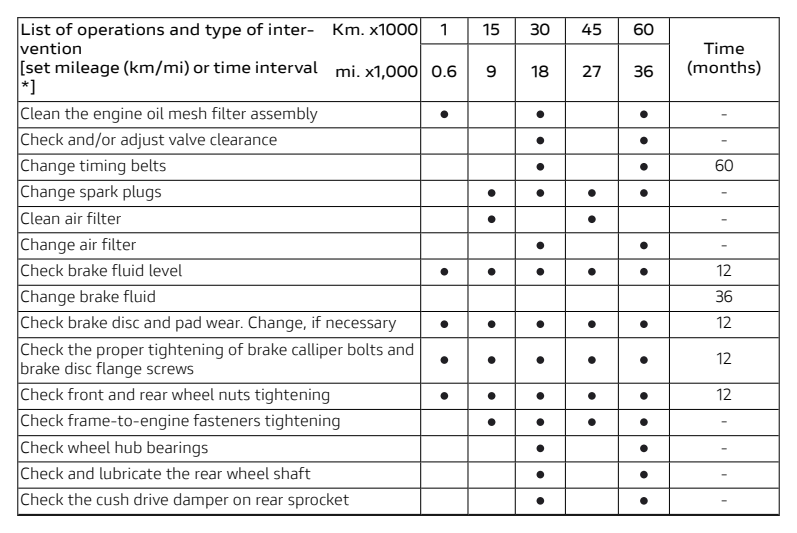 List of operations and type of inter- Km. x1000 1 15 30 45 60 Time
vention
[set mileage (km/mi) or time interval mi. x1,000 0.6 9 18 27 36 (months)
*]
Clean the engine oil mesh filter assembly ● ● ● -
Check and/or adjust valve clearance ● ● -
Change timing belts ● ● 60
Change spark plugs ● ● ● ● -
Clean air filter ● ● -
Change air filter ● ● -
Check brake fluid level ● ● ● ● ● 12
Change brake fluid 36
Check brake disc and pad wear. Change, if necessary ● ● ● ● ● 12
Check the proper tightening of brake calliper bolts and
brake disc flange screws ● ● ● ● ● 12
Check front and rear wheel nuts tightening ● ● ● ● ● 12
Check frame-to-engine fasteners tightening ● ● ● ● -
Check wheel hub bearings ● ● -
Check and lubricate the rear wheel shaft ● ● -
Check the cush drive damper on rear sprocket ● ● -